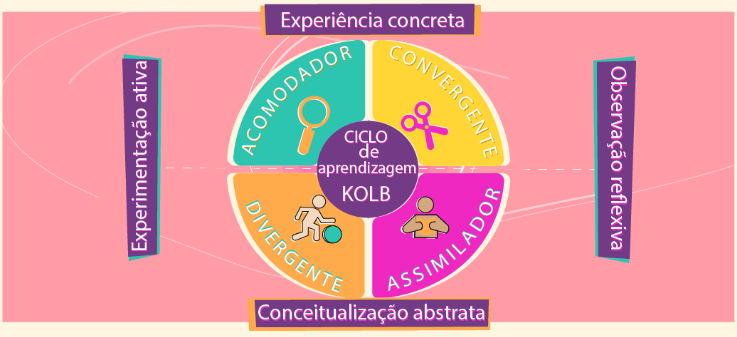 Experiência concreta
Experimentação ativa
ACOMODADOR
CONVERGENTE
Observação reflexiva
CICLO
de
aprendizagem
KOLB
DIVERGENTE
ASSIMILADOR
Conceitualização abstrata